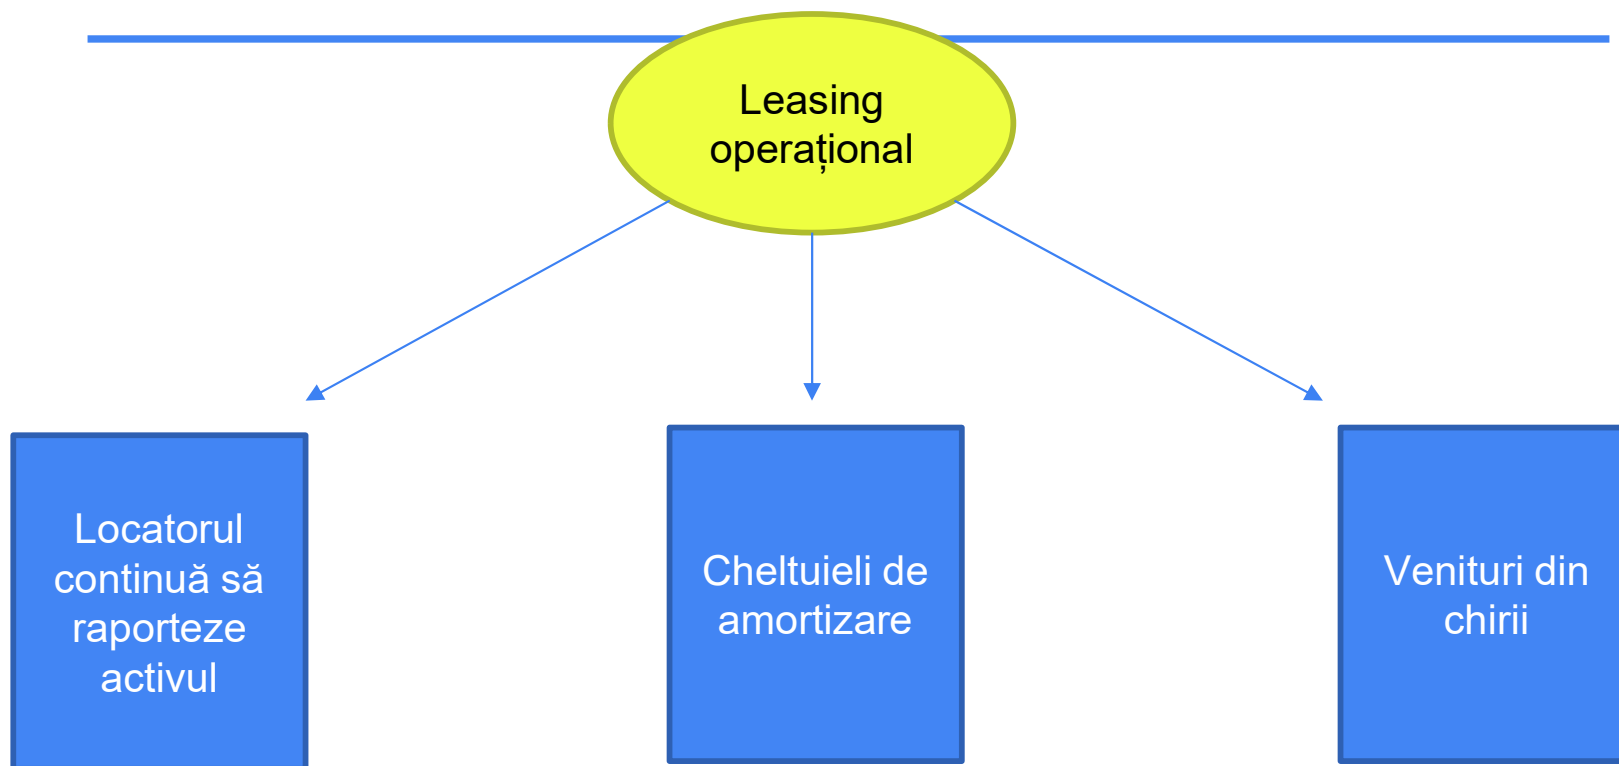 Leasing
operațional
Locatorul
continuă să
raporteze
activul
Cheltuieli de
amortizare
Venituri din
chirii